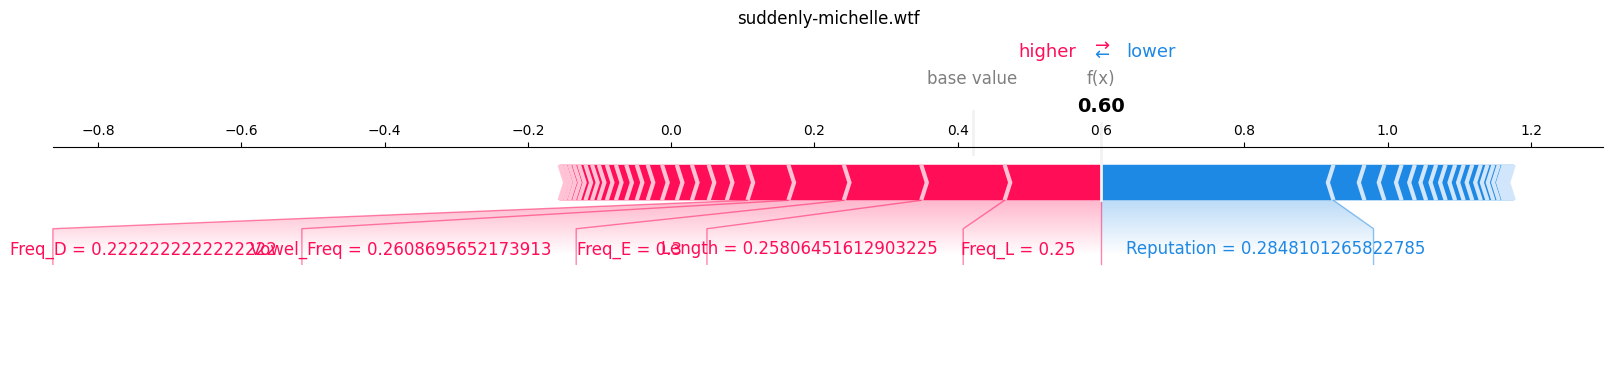 suddenly-michelle.wtf
higher ⇄ lower
base value f(x)
0.60
−0.8 −0.6 −0.4 −0.2 0.0 0.2 0.4 0.6 0.8 1.0 1.2
Freq_D = 0.2222222222222222 Vowel_Freq = 0.2608695652173913 Freq_E = 0.3 Length = 0.25806451612903225 Freq_L = 0.25 Reputation = 0.2848101265822785